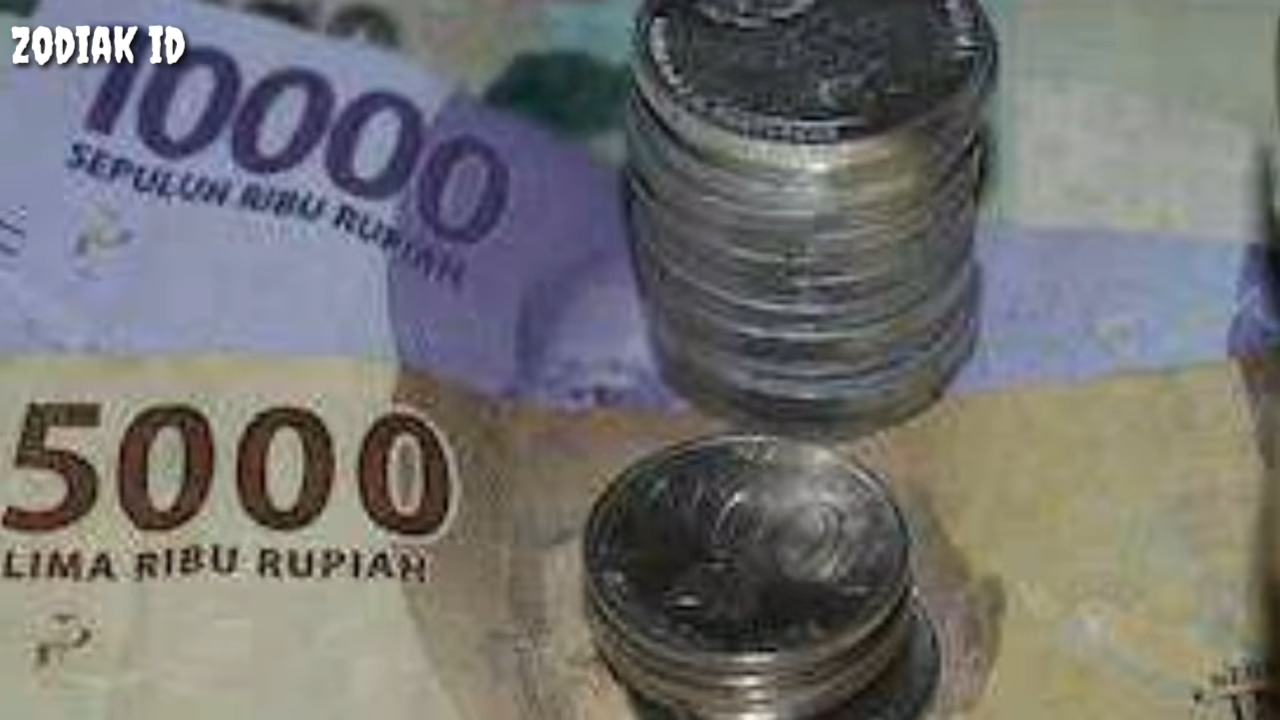 ZODIAK ID
10000
SEPULUH RIBU RUPIAH
5000
LIMA RIBU RUPIAH